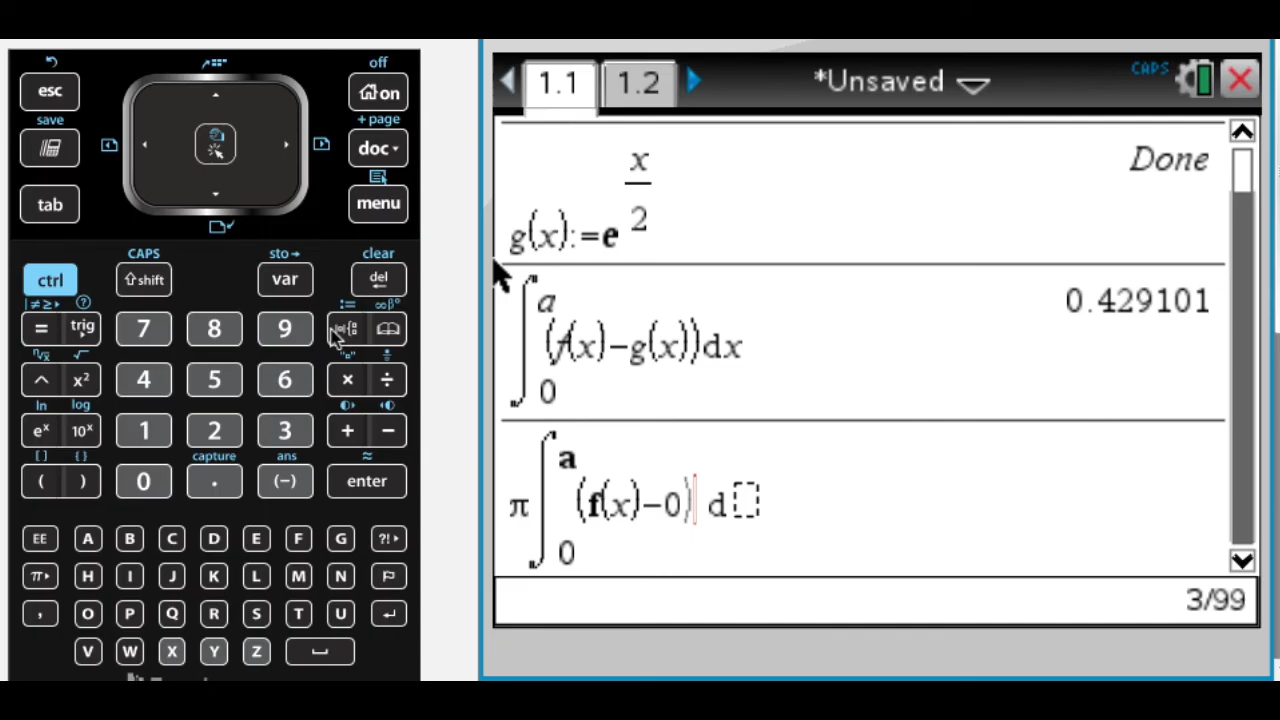 off
esc
on
save
+ page
doc
tab
menu
CAPS
sto→
clear
ctrl
⇧shift
var
del
|≠≥▸ ?
:= ∞β°
= trig 7 8 9
√
"▫" ÷
^ x² 4 5 6 × ÷
ln log
eˣ 10ˣ 1 2 3 + −
[ ] { } capture ans ≈
( ) 0 . (−) enter
EE A B C D E F G ?!▸
π▸ H I J K L M N
, O P Q R S T U ↵
V W X Y Z
1.1 1.2 *Unsaved CAPS
g(x):=e^(x/2) Done
∫₀ᵃ (f(x)−g(x))dx 0.429101
π∫₀ᵃ (f(x)−0) d
3/99